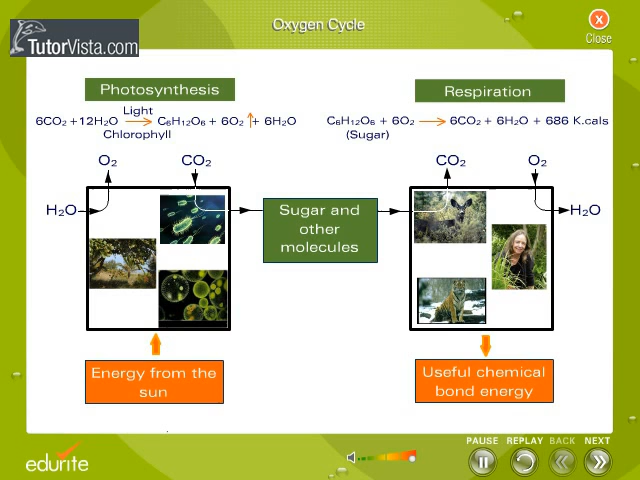 Oxygen Cycle
Close
TutorVista.com
Photosynthesis
Respiration
Light
6CO₂ +12H₂O → C₆H₁₂O₆ + 6O₂ ↑ + 6H₂O
Chlorophyll
C₆H₁₂O₆ + 6O₂ → 6CO₂ + 6H₂O + 686 K.cals
(Sugar)
O₂
CO₂
CO₂
O₂
H₂O
Sugar and
other
molecules
H₂O
Energy from the
sun
Useful chemical
bond energy
PAUSE
REPLAY
BACK
NEXT
edurite